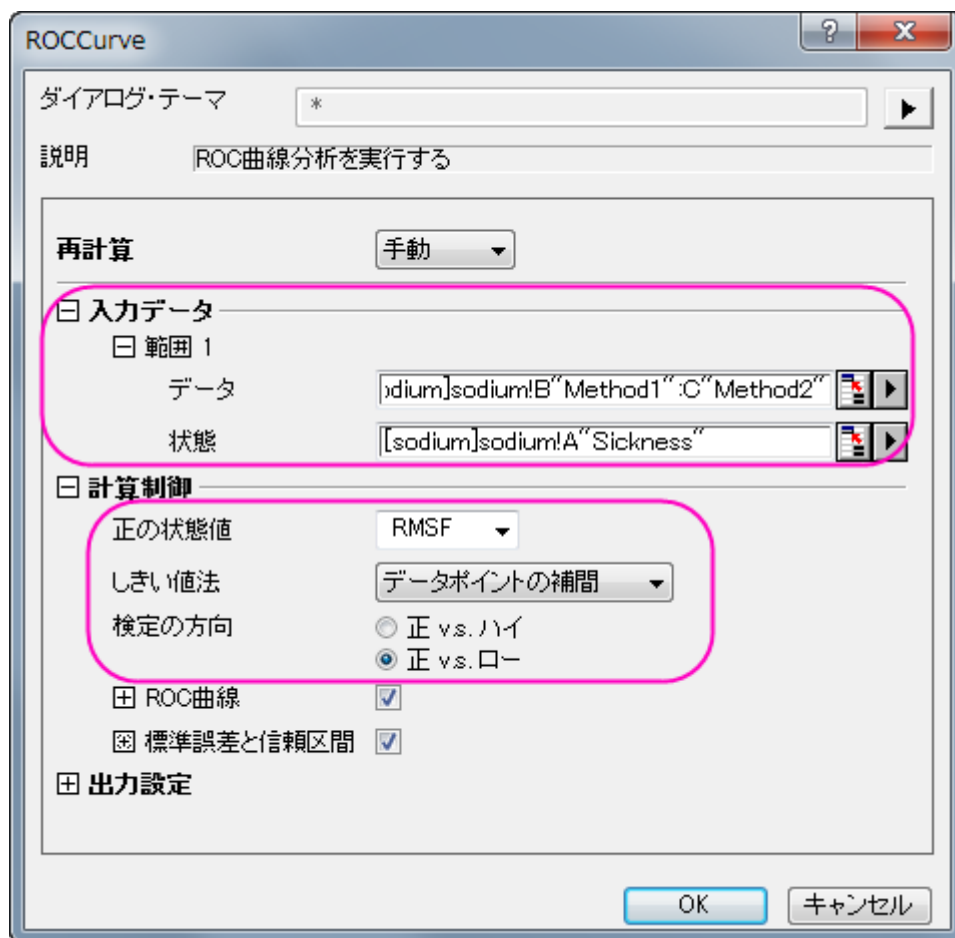 ROCCurve
ダイアログ・テーマ *
説明 ROC曲線分析を実行する
再計算 手動
入力データ
範囲 1
データ odium]sodium!B"Method1":C"Method2"
状態 [sodium]sodium!A"Sickness"
計算制御
正の状態値 RMSF
しきい値法 データポイントの補間
検定の方向 正 v.s. ハイ
正 v.s. ロー
ROC曲線
標準誤差と信頼区間
出力設定
OK キャンセル